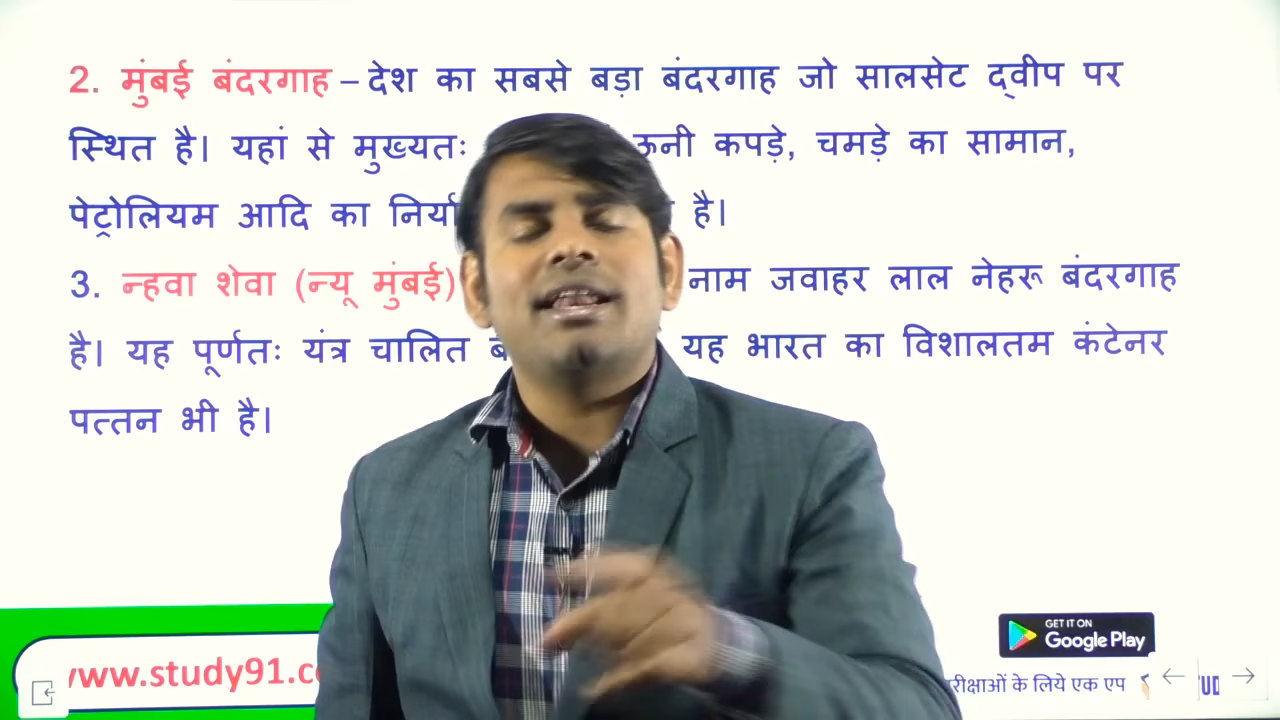 2. मुंबई बंदरगाह – देश का सबसे बड़ा बंदरगाह जो सालसेट द्वीप पर
स्थित है। यहां से मुख्यतः ऊनी कपड़े, चमड़े का सामान,
पेट्रोलियम आदि का है।
3. न्हवा शेवा (न्यू मुंबई) नाम जवाहर लाल नेहरू बंदरगाह
है। यह पूर्णतः यंत्र चालित यह भारत का विशालतम कंटेनर
पत्तन भी है।
GET IT ON
Google Play
www.study91.c
के लिये एक एप